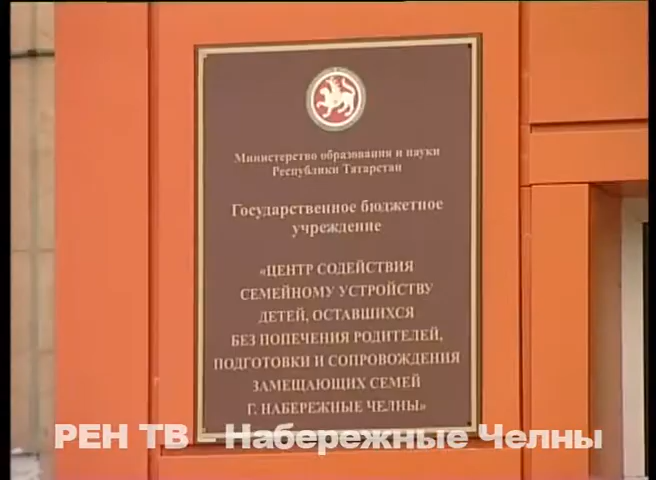 Министерство образования и науки
Республики Татарстан
Государственное бюджетное
учреждение
«ЦЕНТР СОДЕЙСТВИЯ
СЕМЕЙНОМУ УСТРОЙСТВУ
ДЕТЕЙ, ОСТАВШИХСЯ
БЕЗ ПОПЕЧЕНИЯ РОДИТЕЛЕЙ,
ПОДГОТОВКИ И СОПРОВОЖДЕНИЯ
ЗАМЕЩАЮЩИХ СЕМЕЙ
Г. НАБЕРЕЖНЫЕ ЧЕЛНЫ»
РЕН ТВ - Набережные Челны